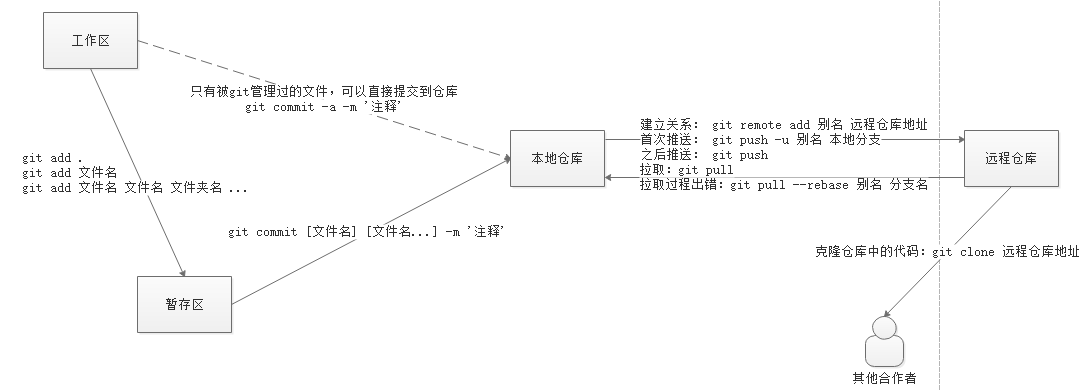 工作区
只有被git管理过的文件，可以直接提交到仓库
git commit -a -m '注释'
git add .
git add 文件名
git add 文件名 文件名 文件夹名 ...
本地仓库
建立关系： git remote add 别名 远程仓库地址
首次推送： git push -u 别名 本地分支
之后推送： git push
拉取：git pull
拉取过程出错：git pull --rebase 别名 分支名
远程仓库
git commit [文件名] [文件名...] -m '注释'
克隆仓库中的代码：git clone 远程仓库地址
暂存区
其他合作者